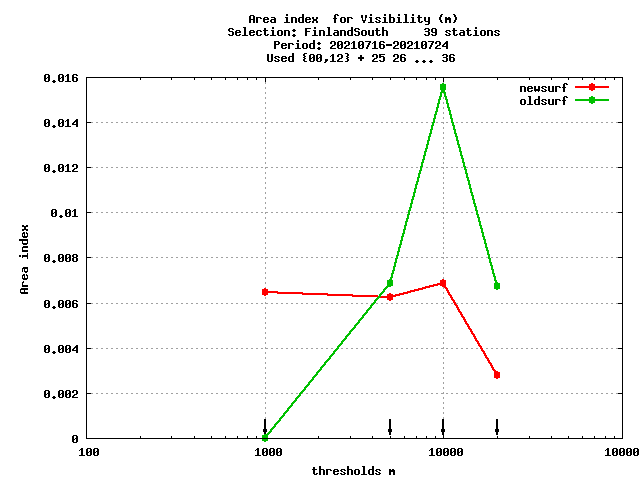 Area index  for Visibility (m)
Selection: FinlandSouth     39 stations
Period: 20210716-20210724
Used {00,12} + 25 26 ... 36
newsurf
oldsurf
0.016
0.014
0.012
0.01
0.008
0.006
0.004
0.002
0
Area index
100
1000
10000
10000
thresholds m